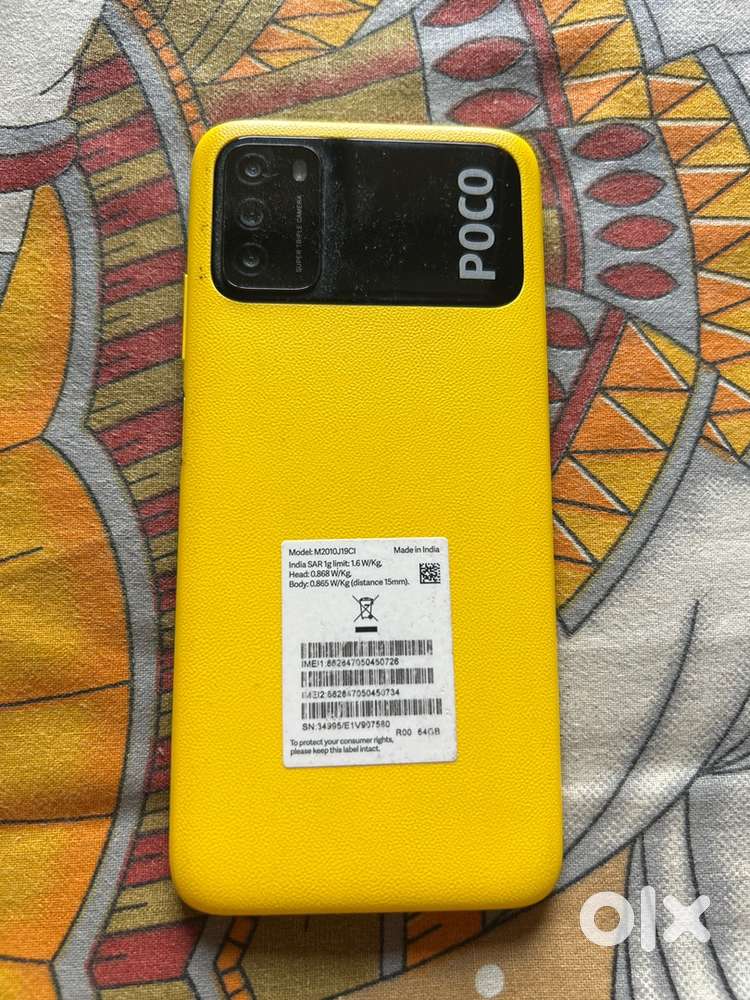 SUPER TRIPLE CAMERA
POCO
Model: M2010J19CI Made in India
India SAR 1g limit: 1.6 W/Kg,
Head: 0.868 W/Kg,
Body: 0.865 W/Kg (distance 15mm).
IMEI1:862647050450726
IMEI2:862647050450734
SN:34995/E1V907580
R00 64GB
To protect your consumer rights,
please keep this label intact.
olx